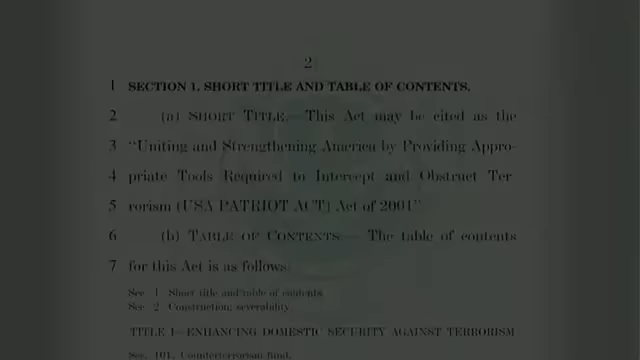 2
1 SECTION 1. SHORT TITLE AND TABLE OF CONTENTS.
2 (a) SHORT TITLE.—This Act may be cited as the
3 “Uniting and Strengthening America by Providing Appro-
4 priate Tools Required to Intercept and Obstruct Ter-
5 rorism (USA PATRIOT ACT) Act of 2001”.
6 (b) TABLE OF CONTENTS.— The table of contents
7 for this Act is as follows:
Sec. 1. Short title and table of contents.
Sec. 2. Construction; severability.
TITLE I—ENHANCING DOMESTIC SECURITY AGAINST TERRORISM
Sec. 101. Counterterrorism fund.